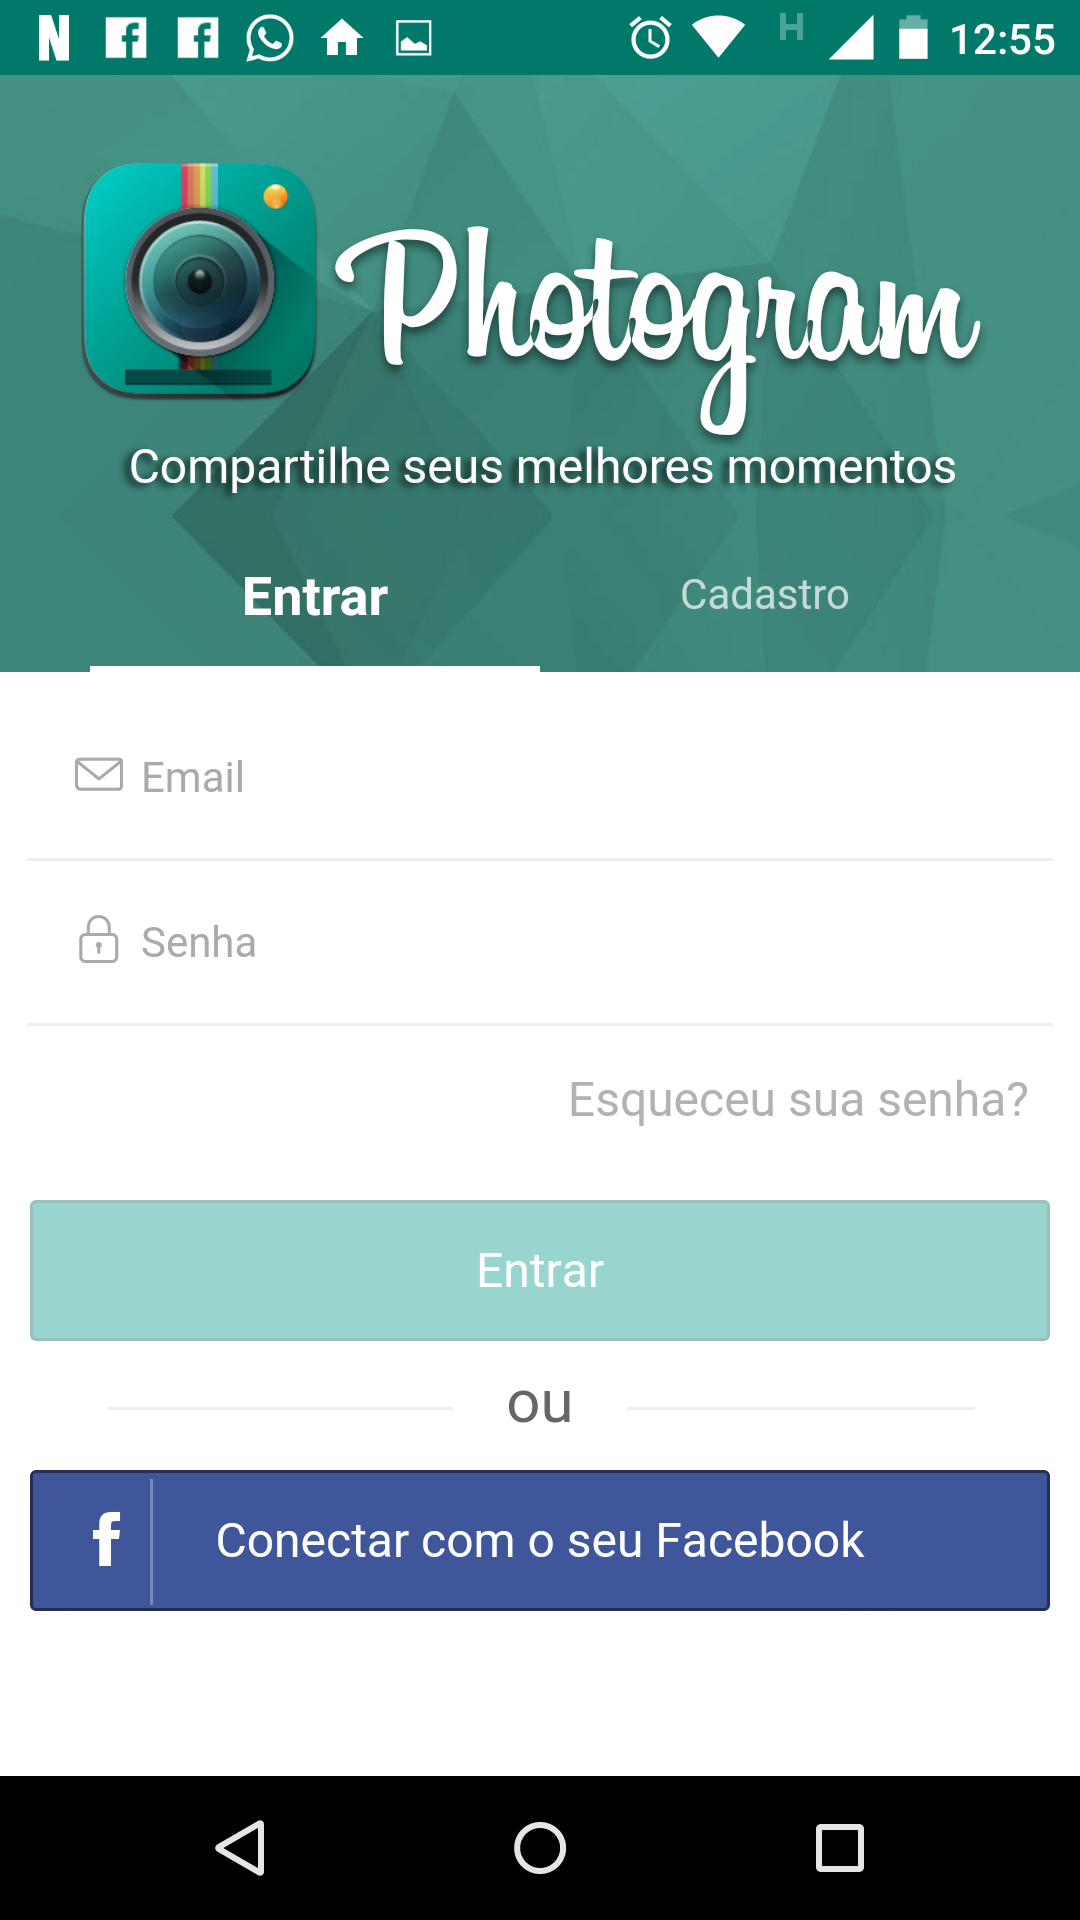 H 12:55
Photogram
Compartilhe seus melhores momentos
Entrar Cadastro
Email
Senha
Esqueceu sua senha?
Entrar
ou
f Conectar com o seu Facebook